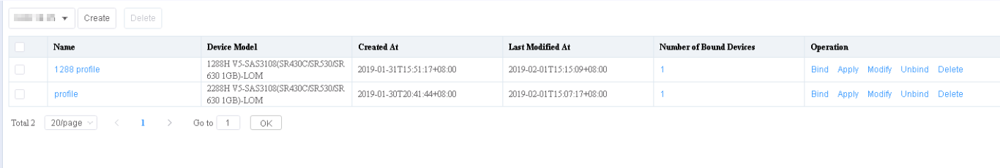 Create Delete
Name Device Model Created At Last Modified At Number of Bound Devices Operation
1288 profile 1288H V5-SAS3108(SR430C/SR530/SR 2019-01-31T15:51:17+08:00 2019-02-01T15:15:09+08:00 1 Bind Apply Modify Unbind Delete
630 1GB)-LOM
profile 2288H V5-SAS3108(SR430C/SR530/SR 2019-01-30T20:41:44+08:00 2019-02-01T15:07:17+08:00 1 Bind Apply Modify Unbind Delete
630 1GB)-LOM
Total 2 20/page < 1 > Go to 1 OK